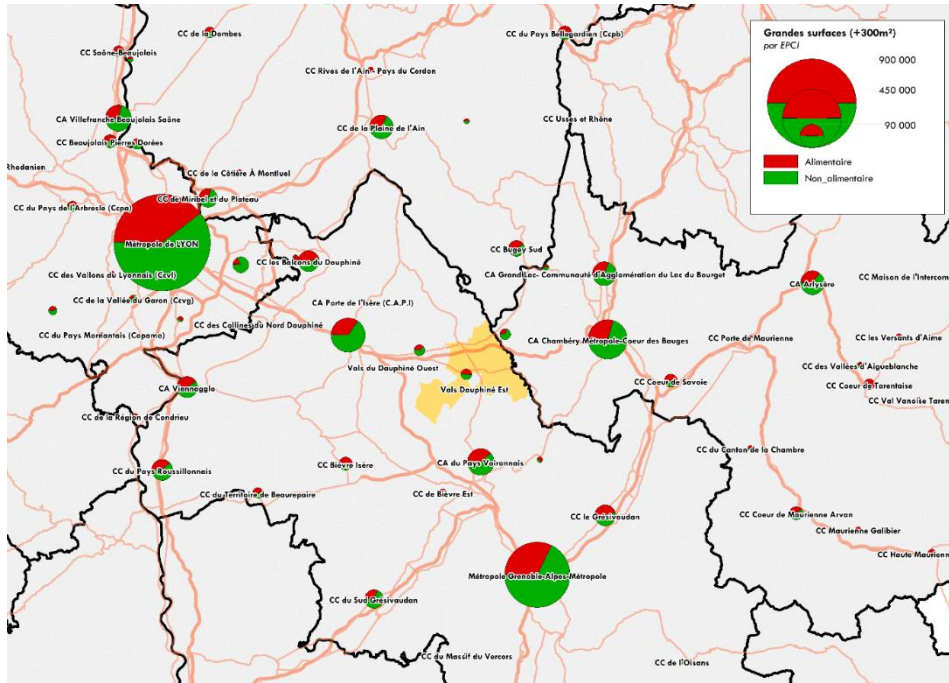 Grandes surfaces (+300m²)
par EPCI
900 000
450 000
90 000
Alimentaire
Non_alimentaire
CC de la Dombes
CC du Pays Bellegardien (Ccpb)
CC Saône-Beaujolais
CC Rives de l'Ain - Pays du Cerdon
CA Villefranche Beaujolais Saône
CC de la Plaine de l'Ain
CC Usses et Rhône
CC Beaujolais Pierres Dorées
Rhodanien
CC de la Côtière À Montluel
CC de Miribel et du Plateau
CC du Pays de l'Arbresle (Ccpa)
Métropole de LYON
CC Bugey Sud
CC les Balcons du Dauphiné
CC des Vallons du Lyonnais (Ccvl)
CA Grand Lac- Communauté d'Agglomération du Lac du Bourget
CC Maison de l'Intercom
CA Arlysère
CC de la Vallée du Garon (Ccvg)
CA Porte de l'Isère (C.A.P.I)
CC des Collines du Nord Dauphiné
CC du Pays Mornantais (Copamo)
CA Chambéry Métropole-Coeur des Bauges
CC Porte de Maurienne
CC les Versants d'Aime
Vals du Dauphiné Ouest
CC des Vallées d'Aigueblanche
CA Viennagglo
Vals Dauphiné Est
CC Coeur de Savoie
CC Coeur de Tarentaise
CC Val Vanoise Taren
CC de la Région de Condrieu
CC du Canton de la Chambre
CC du Pays Roussillonnais
CC Bièvre Isère
CA du Pays Voironnais
CC du Territoire de Beaurepaire
CC de Bièvre Est
CC le Grésivaudan
CC Coeur de Maurienne Arvan
CC Maurienne Galibier
CC Haute Maurienn
Métropole Grenoble-Alpes-Métropole
CC du Sud Grésivaudan
CC du Massif du Vercors
CC de l'Oisans